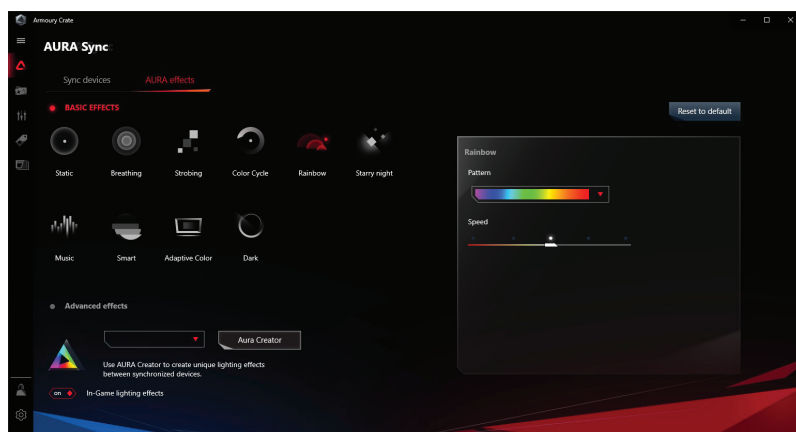 Armoury Crate
AURA Sync
Sync devices
AURA effects
BASIC EFFECTS
Reset to default
Static
Breathing
Strobing
Color Cycle
Rainbow
Starry night
Music
Smart
Adaptive Color
Dark
Rainbow
Pattern
Speed
Advanced effects
Aura Creator
Use AURA Creator to create unique lighting effects
between synchronized devices.
on
In-Game lighting effects